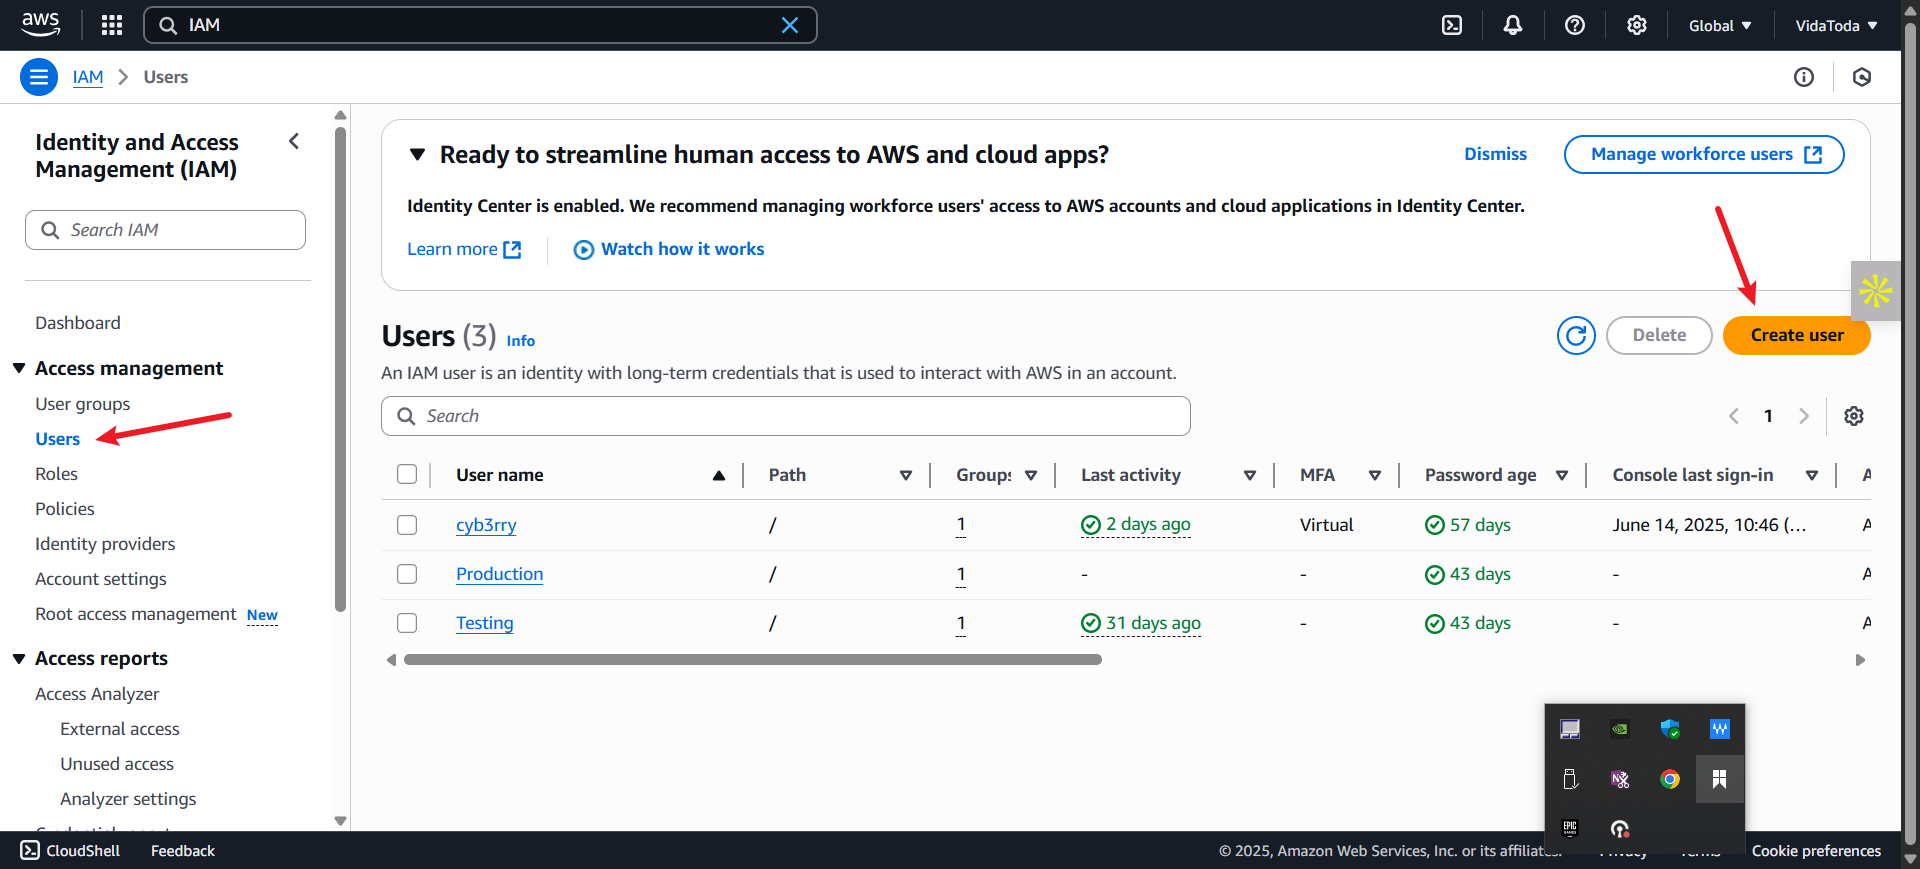 aws
IAM
Global
VidaToda
IAM
Users
Identity and Access
Management (IAM)
Search IAM
Dashboard
Access management
User groups
Users
Roles
Policies
Identity providers
Account settings
Root access management New
Access reports
Access Analyzer
External access
Unused access
Analyzer settings
Ready to streamline human access to AWS and cloud apps?
Dismiss
Manage workforce users
Identity Center is enabled. We recommend managing workforce users' access to AWS accounts and cloud applications in Identity Center.
Learn more
Watch how it works
Users (3) Info
Delete
Create user
An IAM user is an identity with long-term credentials that is used to interact with AWS in an account.
Search
1
User name Path Groups Last activity MFA Password age Console last sign-in A
cyb3rry / 1 2 days ago Virtual 57 days June 14, 2025, 10:46 (... A
Production / 1 - - 43 days - A
Testing / 1 31 days ago - 43 days - A
EPIC
CloudShell
Feedback
© 2025, Amazon Web Services, Inc. or its affiliates.
Privacy
Terms
Cookie preferences